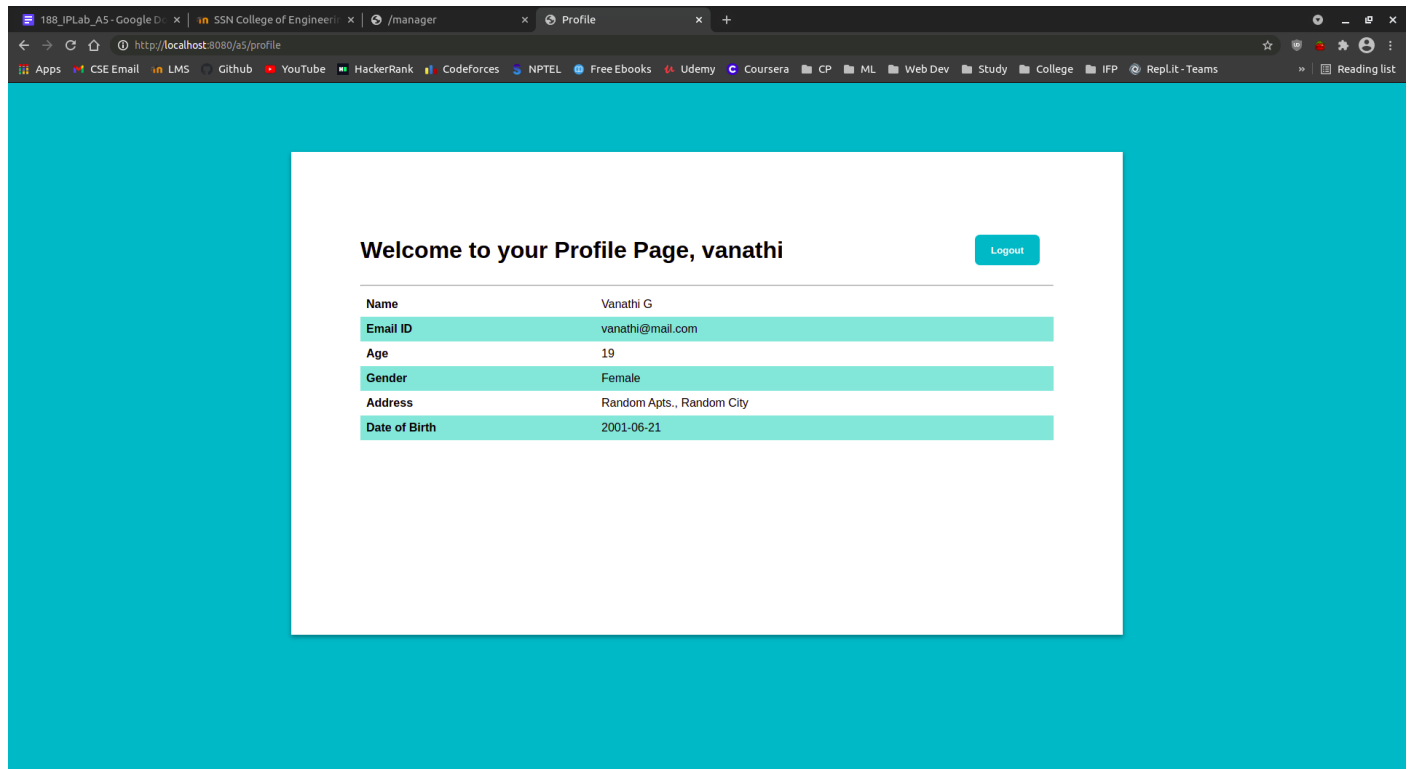 188_IPLab_A5 - Google Do SSN College of Engineerin /manager Profile
http://localhost:8080/a5/profile
Apps CSE Email LMS Github YouTube HackerRank Codeforces NPTEL Free Ebooks Udemy Coursera CP ML Web Dev Study College IFP Repl.it - Teams » Reading list
Welcome to your Profile Page, vanathi Logout
Name Vanathi G
Email ID vanathi@mail.com
Age 19
Gender Female
Address Random Apts., Random City
Date of Birth 2001-06-21